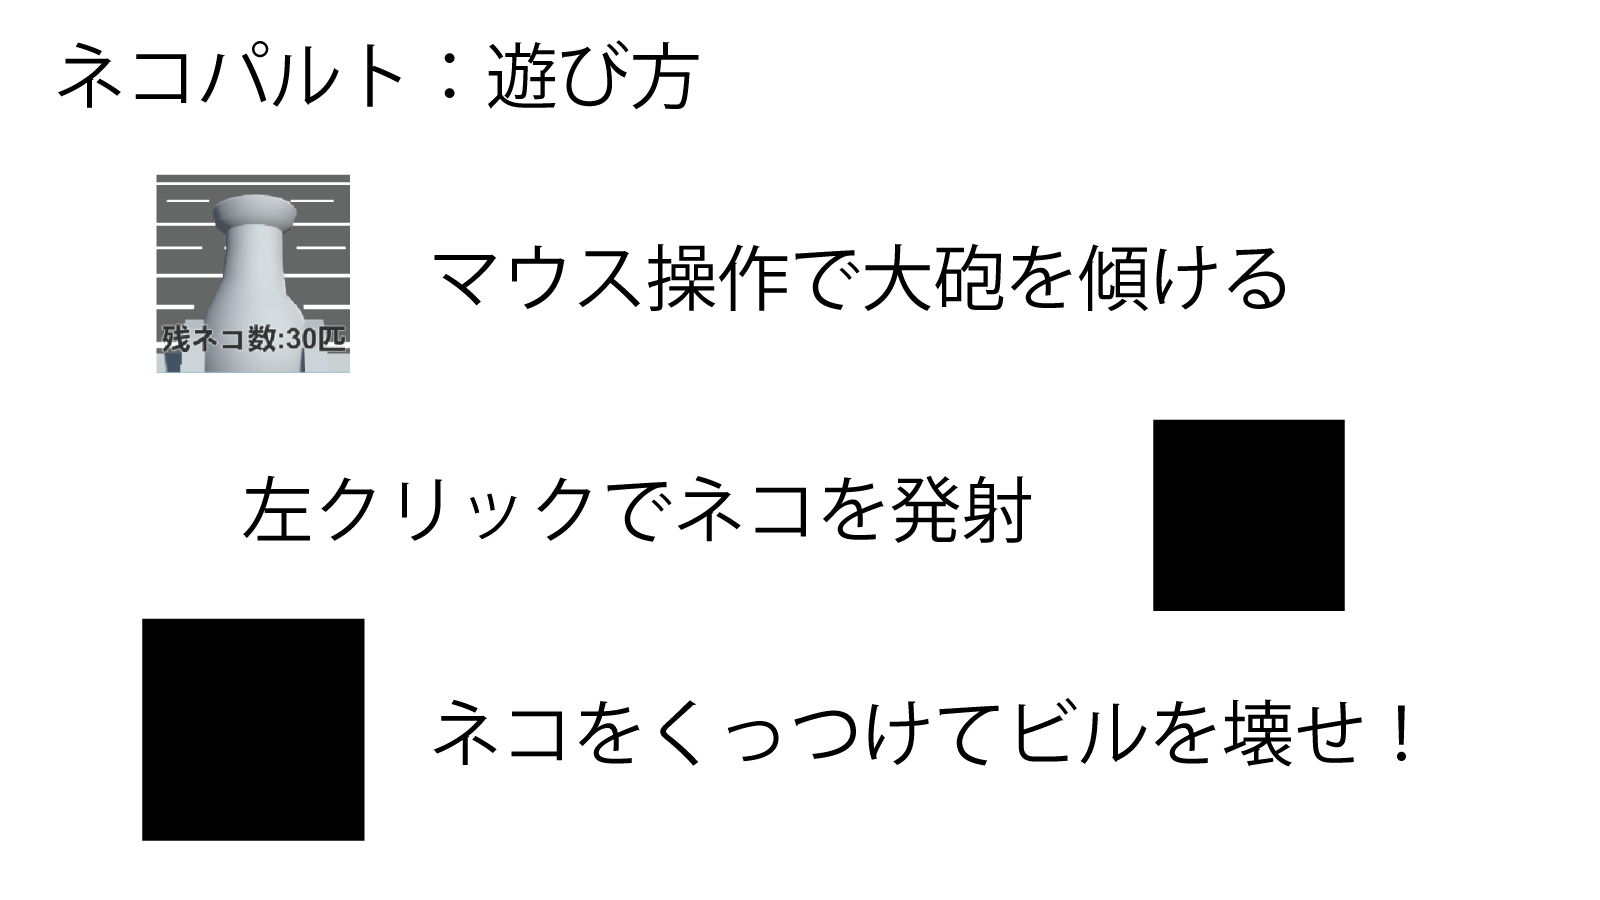 ネコパルト：遊び方
残ネコ数:30匹
マウス操作で大砲を傾ける
左クリックでネコを発射
ネコをくっつけてビルを壊せ！